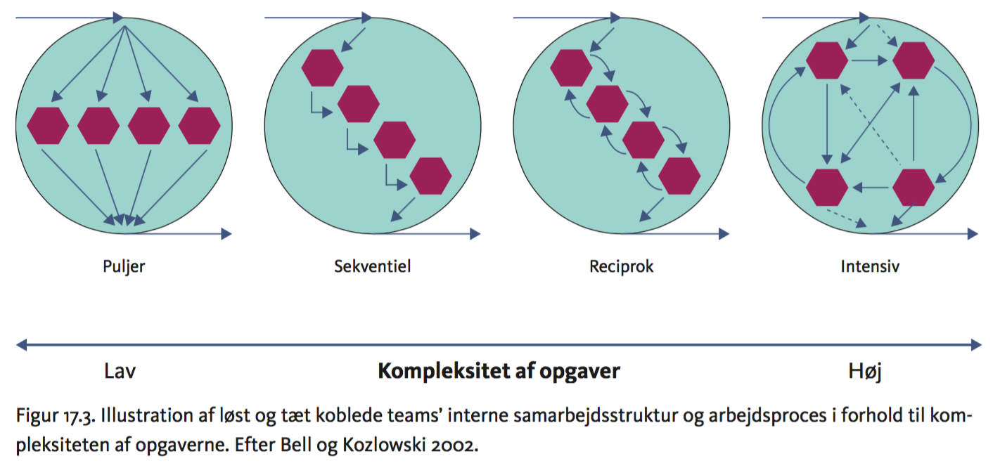 Puljer
Sekventiel
Reciprok
Intensiv
Lav
Kompleksitet af opgaver
Høj
Figur 17.3. Illustration af løst og tæt koblede teams’ interne samarbejdsstruktur og arbejdsproces i forhold til kom-
pleksiteten af opgaverne. Efter Bell og Kozlowski 2002.